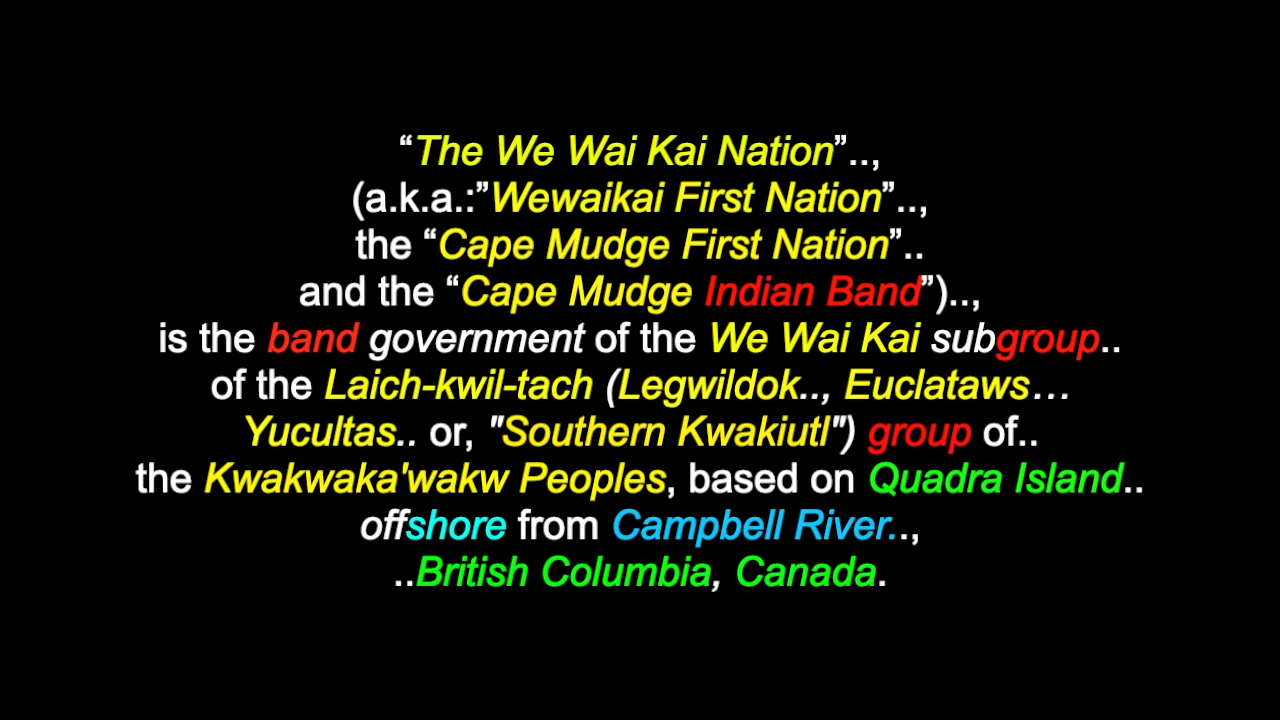 “The We Wai Kai Nation”..,
(a.k.a.:”Wewaikai First Nation”..,
the “Cape Mudge First Nation”..
and the “Cape Mudge Indian Band”)..,
is the band government of the We Wai Kai subgroup..
of the Laich-kwil-tach (Legwildok.., Euclataws…
Yucultas.. or, "Southern Kwakiutl") group of..
the Kwakwaka'wakw Peoples, based on Quadra Island..
offshore from Campbell River..,
..British Columbia, Canada.